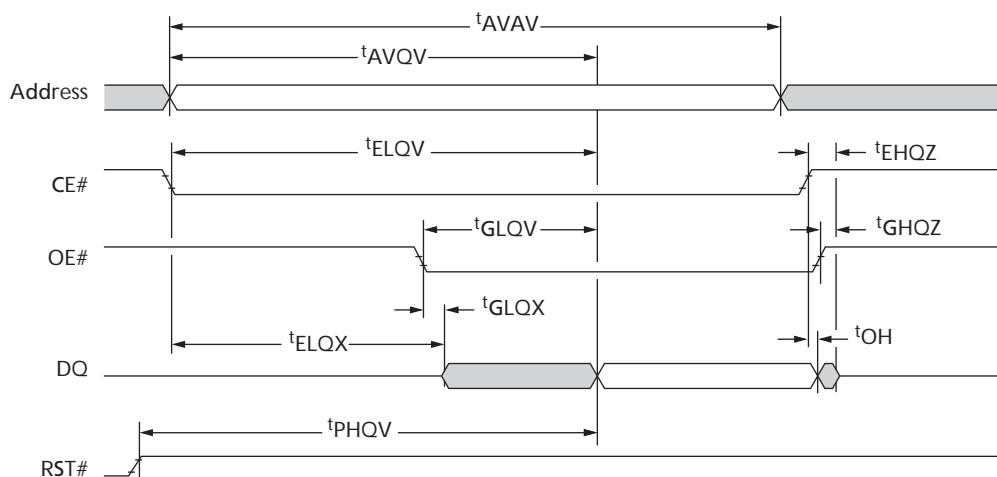 tAVAV
tAVQV
Address
tELQV
tEHQZ
CE#
tGLQV
tGHQZ
OE#
tGLQX
tELQX
tOH
DQ
tPHQV
RST#